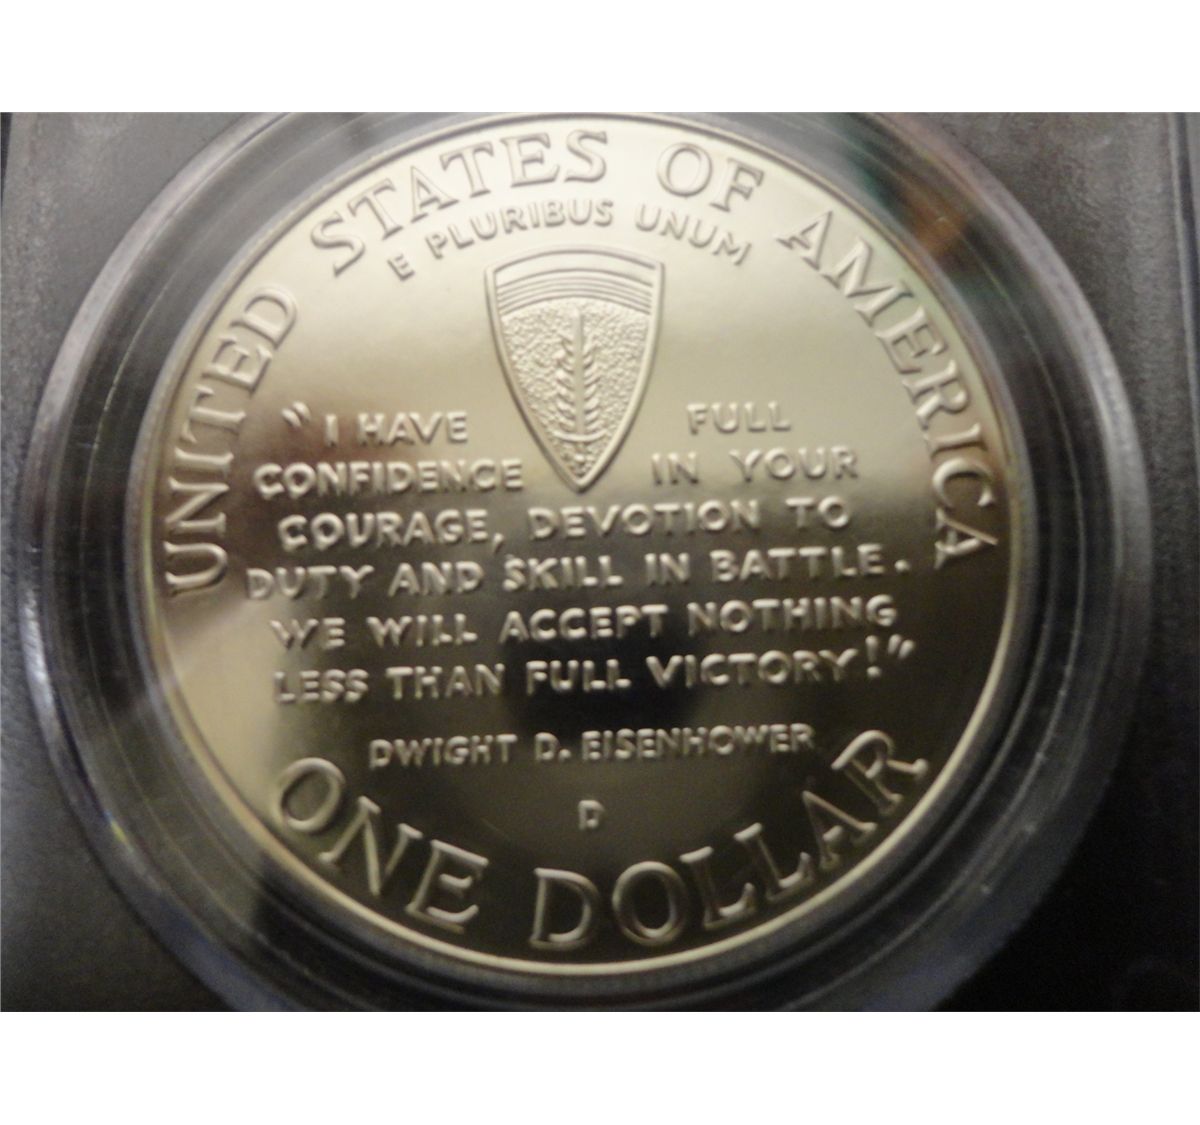 UNITED STATES OF AMERICA
E PLURIBUS UNUM
"I HAVE FULL
CONFIDENCE IN YOUR
COURAGE, DEVOTION TO
DUTY AND SKILL IN BATTLE.
WE WILL ACCEPT NOTHING
LESS THAN FULL VICTORY!"
DWIGHT D. EISENHOWER
D
ONE DOLLAR